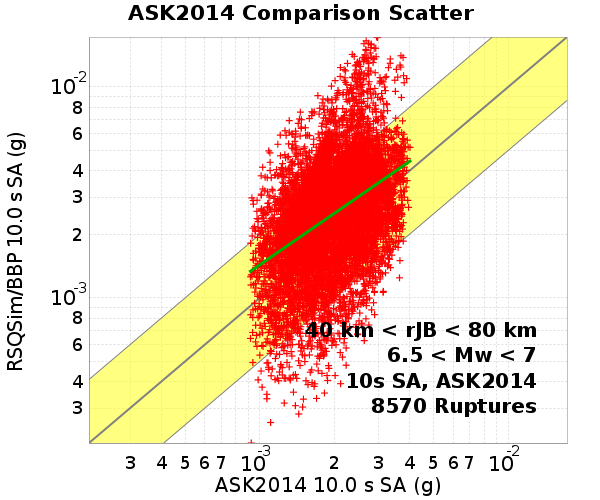 ASK2014 Comparison Scatter
RSQSim/BBP 10.0 s SA (g)
10-2
8
6
4
3
2
10-3
8
6
4
3
40 km < rJB < 80 km
6.5 < Mw < 7
10s SA, ASK2014
8570 Ruptures
3 4 5 6 7 10-3 2 3 4 5 6 7 10-2
ASK2014 10.0 s SA (g)